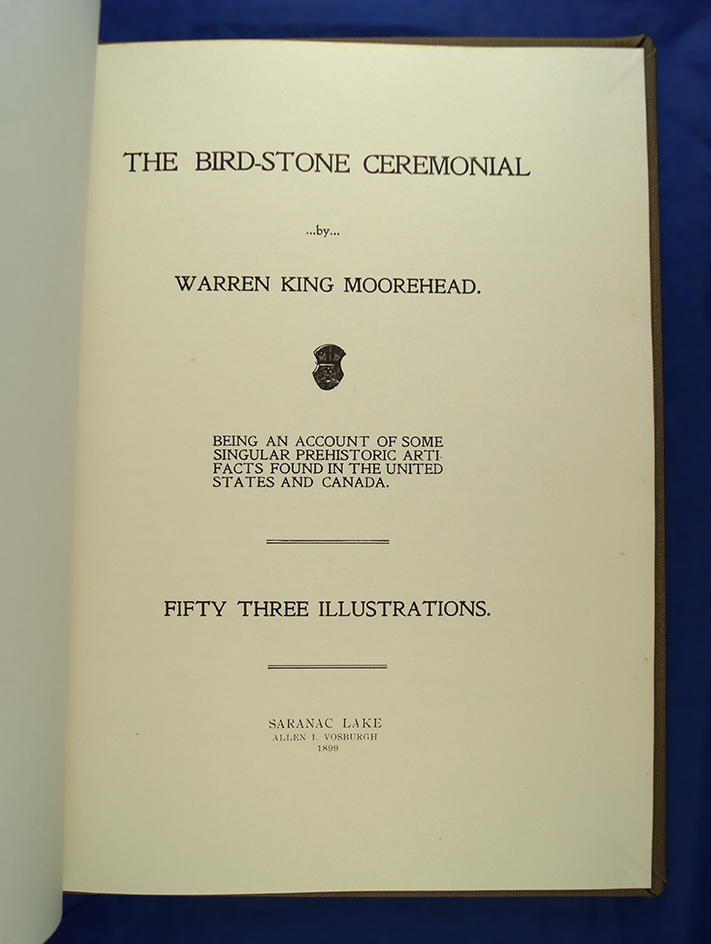 THE BIRD-STONE CEREMONIAL
...by...
WARREN KING MOOREHEAD.
BEING AN ACCOUNT OF SOME
SINGULAR PREHISTORIC ARTI-
FACTS FOUND IN THE UNITED
STATES AND CANADA.
FIFTY THREE ILLUSTRATIONS.
SARANAC LAKE
ALLEN I. VOSBURGH
1899